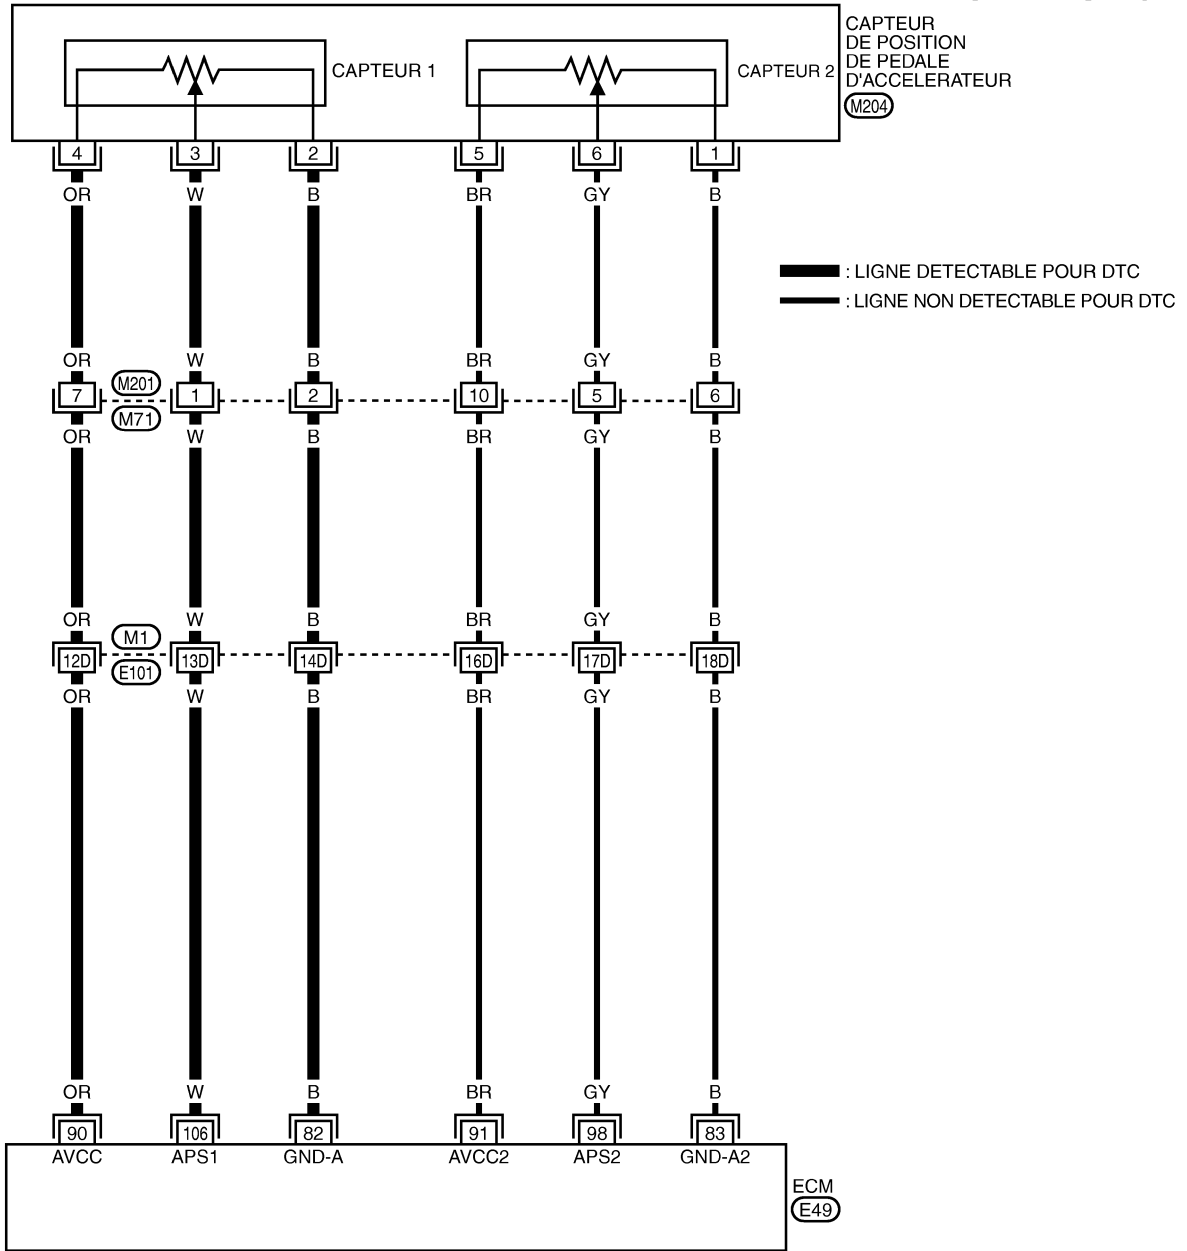 CAPTEUR
DE POSITION
DE PEDALE
D'ACCELERATEUR
M204
CAPTEUR 1
CAPTEUR 2
4 3 2 5 6 1
OR W B BR GY B
: LIGNE DETECTABLE POUR DTC
: LIGNE NON DETECTABLE POUR DTC
OR W B BR GY B
M201
7 1 2 10 5 6
M71
OR W B BR GY B
OR W B BR GY B
M1
12D 13D 14D 16D 17D 18D
E101
OR W B BR GY B
OR W B BR GY B
90 106 82 91 98 83
AVCC APS1 GND-A AVCC2 APS2 GND-A2
ECM
E49